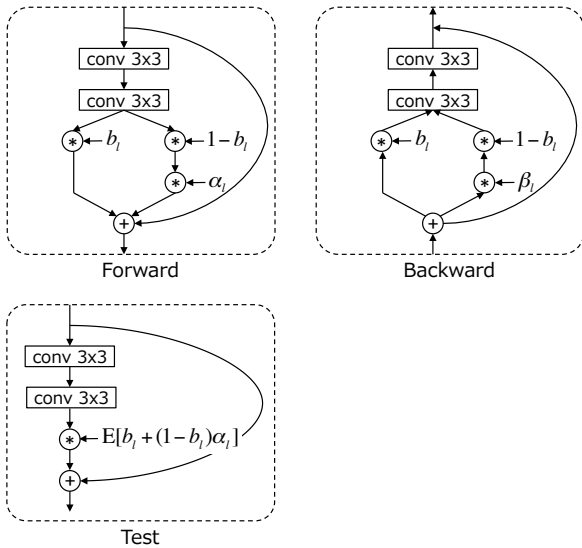 conv 3x3
conv 3x3
* b_l * 1 − b_l
* α_l
+
Forward
conv 3x3
conv 3x3
* b_l * 1 − b_l
* β_l
+
Backward
conv 3x3
conv 3x3
* E[b_l + (1 − b_l)α_l]
+
Test